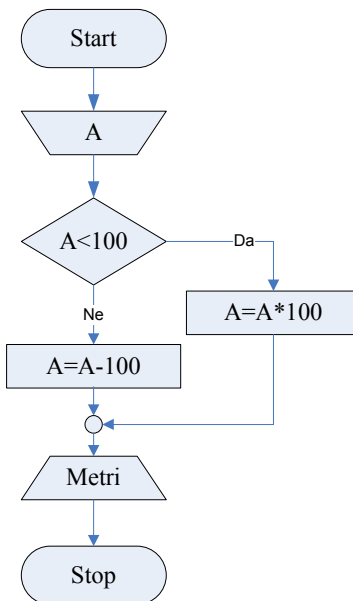 Start
A
A<100
Da
Ne
A=A*100
A=A-100
Metri
Stop